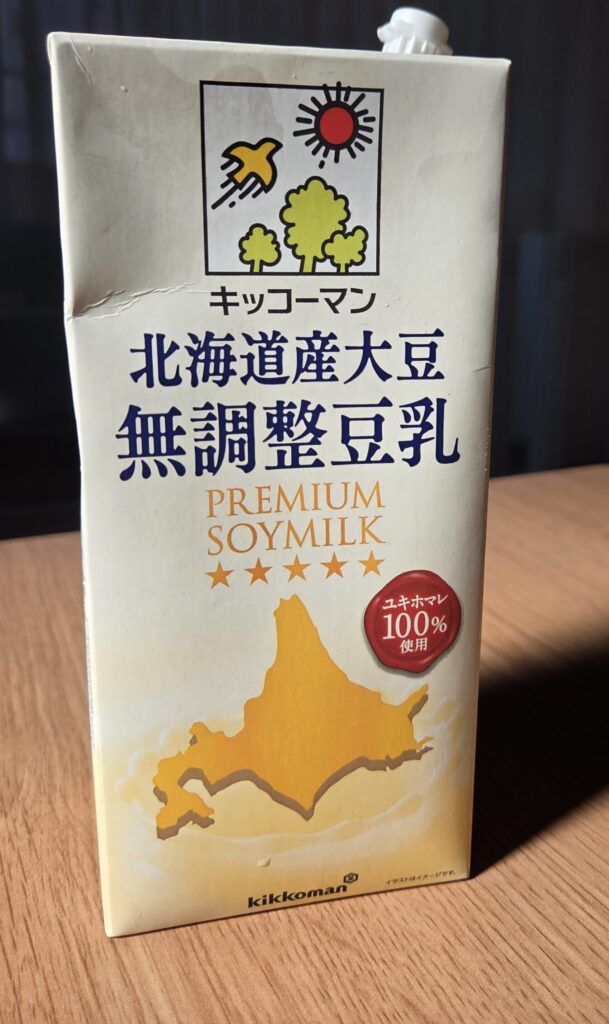 キッコーマン
北海道産大豆
無調整豆乳
PREMIUM
SOYMILK
ユキホマレ
100%
使用
kikkoman
イラストはイメージです。